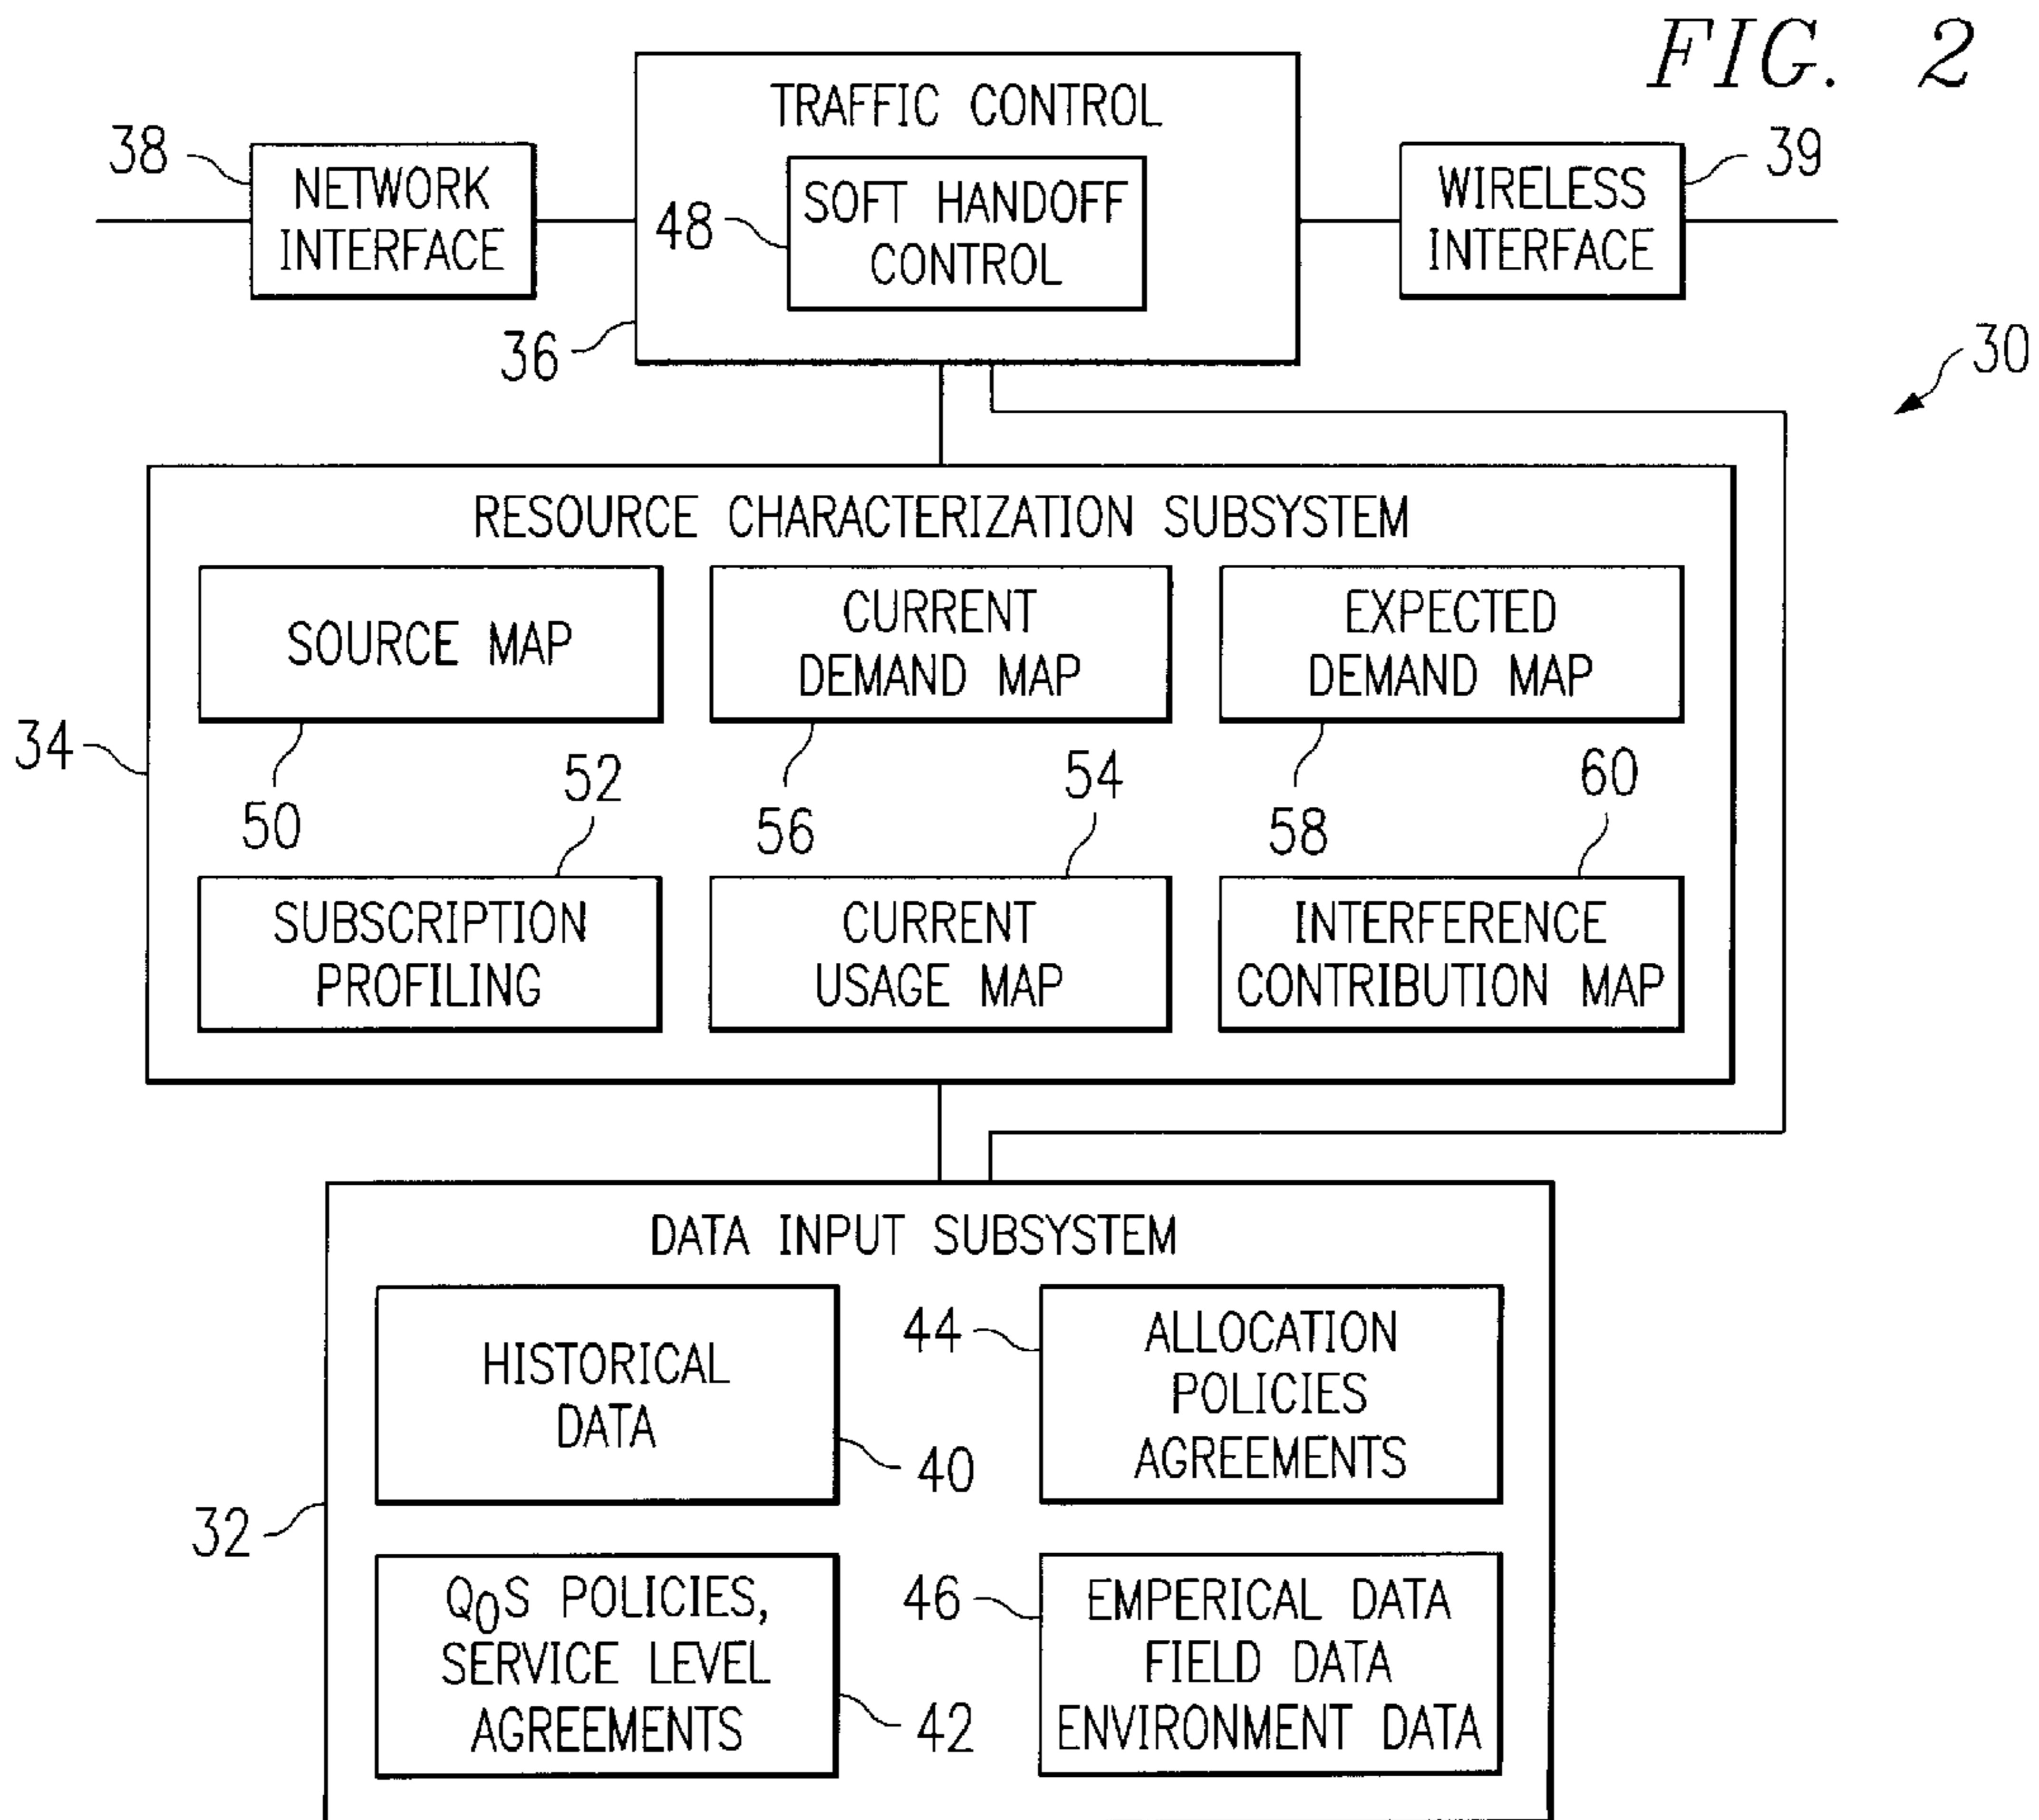 FIG. 2
TRAFFIC CONTROL
38
NETWORK
INTERFACE
48
SOFT HANDOFF
CONTROL
WIRELESS
INTERFACE
39
36
30
RESOURCE CHARACTERIZATION SUBSYSTEM
SOURCE MAP
CURRENT
DEMAND MAP
EXPECTED
DEMAND MAP
34
50
52
56
54
58
60
SUBSCRIPTION
PROFILING
CURRENT
USAGE MAP
INTERFERENCE
CONTRIBUTION MAP
DATA INPUT SUBSYSTEM
HISTORICAL
DATA
40
44
ALLOCATION
POLICIES
AGREEMENTS
32
QOS POLICIES,
SERVICE LEVEL
AGREEMENTS
42
46
EMPERICAL DATA
FIELD DATA
ENVIRONMENT DATA